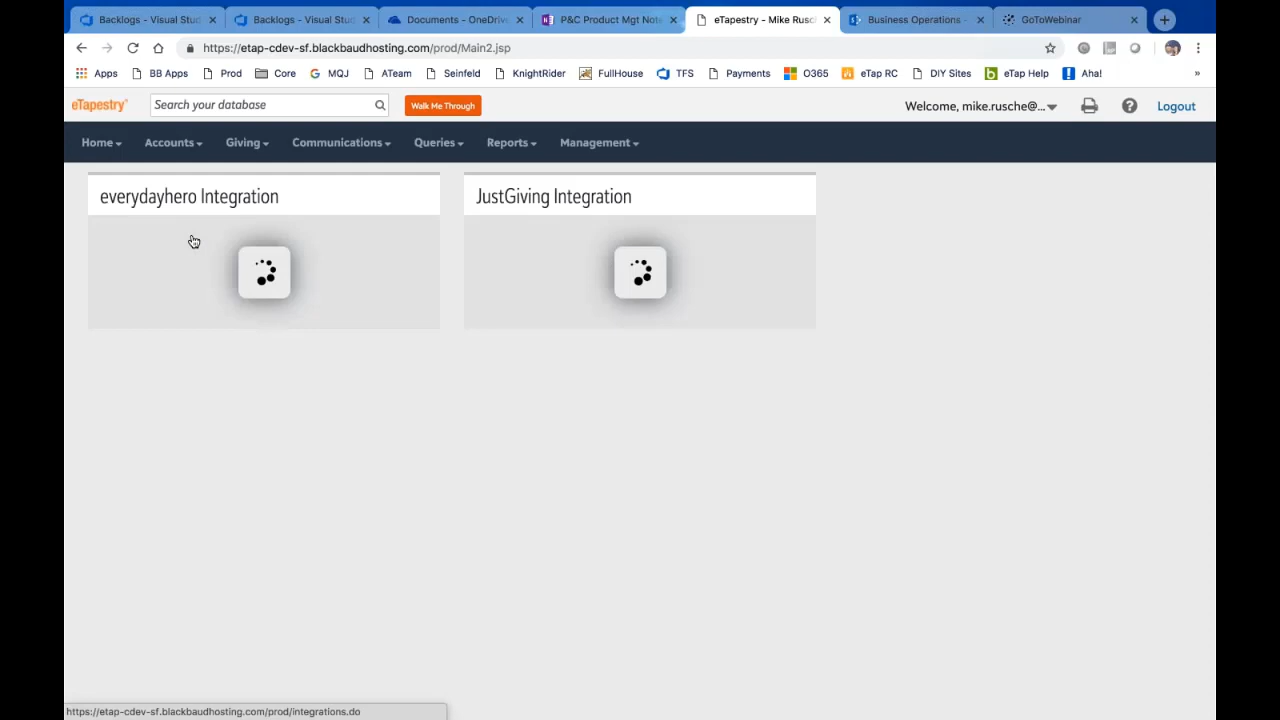 Backlogs - Visual Stud
Backlogs - Visual Stud
Documents - OneDriv
P&C Product Mgt Not
eTapestry - Mike Rusch
Business Operations -
GoToWebinar
https://etap-cdev-sf.blackbaudhosting.com/prod/Main2.jsp
Apps BB Apps Prod Core MQJ ATeam Seinfeld KnightRider FullHouse TFS Payments O365 eTap RC DIY Sites eTap Help Aha! »
eTapestry® Search your database Walk Me Through Welcome, mike.rusche@... Logout
Home Accounts Giving Communications Queries Reports Management
everydayhero Integration
JustGiving Integration
https://etap-cdev-sf.blackbaudhosting.com/prod/integrations.do